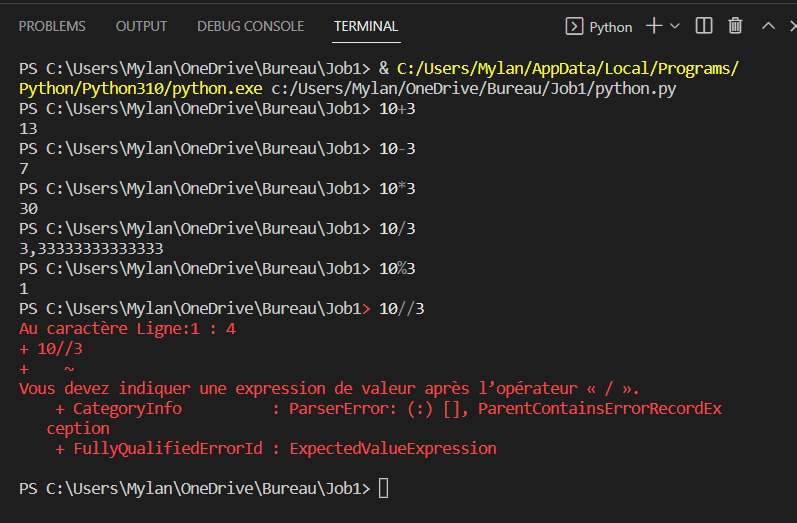 PROBLEMS OUTPUT DEBUG CONSOLE TERMINAL Python
PS C:\Users\Mylan\OneDrive\Bureau\Job1> & C:/Users/Mylan/AppData/Local/Programs/
Python/Python310/python.exe c:/Users/Mylan/OneDrive/Bureau/Job1/python.py
PS C:\Users\Mylan\OneDrive\Bureau\Job1> 10+3
13
PS C:\Users\Mylan\OneDrive\Bureau\Job1> 10-3
7
PS C:\Users\Mylan\OneDrive\Bureau\Job1> 10*3
30
PS C:\Users\Mylan\OneDrive\Bureau\Job1> 10/3
3,33333333333333
PS C:\Users\Mylan\OneDrive\Bureau\Job1> 10%3
1
PS C:\Users\Mylan\OneDrive\Bureau\Job1> 10//3
Au caractère Ligne:1 : 4
+ 10//3
+    ~
Vous devez indiquer une expression de valeur après l’opérateur « / ».
    + CategoryInfo          : ParserError: (:) [], ParentContainsErrorRecordEx
   ception
    + FullyQualifiedErrorId : ExpectedValueExpression
PS C:\Users\Mylan\OneDrive\Bureau\Job1>